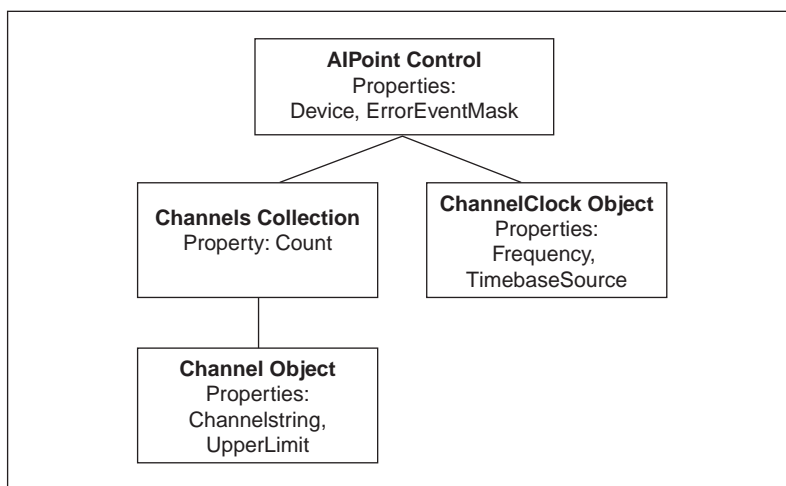 AIPoint Control
Properties:
Device, ErrorEventMask
Channels Collection
Property: Count
ChannelClock Object
Properties:
Frequency,
TimebaseSource
Channel Object
Properties:
Channelstring,
UpperLimit